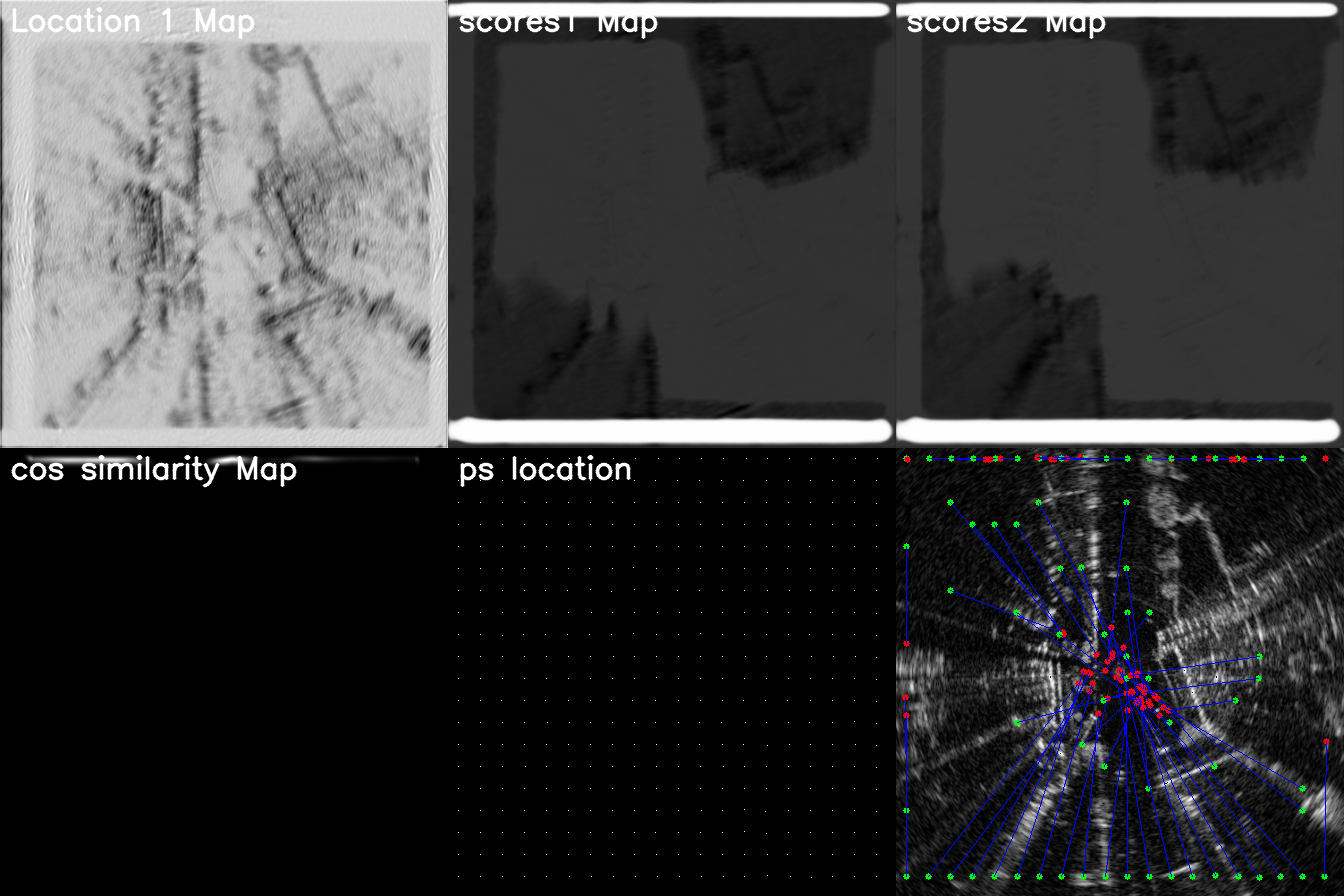 Location 1 Map
scores1 Map
scores2 Map
cos similarity Map
ps location